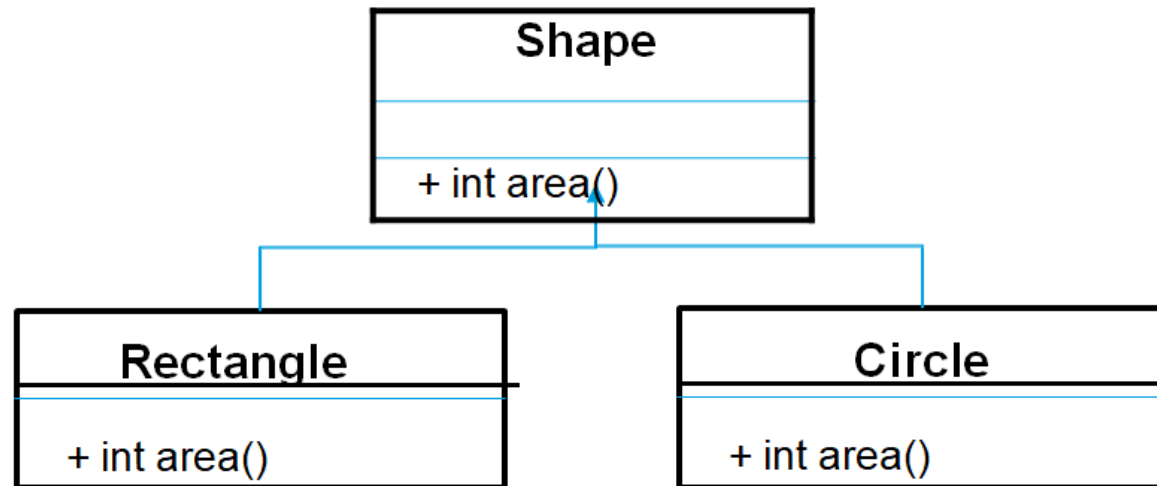 Shape
+ int area()
Rectangle
Circle
+ int area()
+ int area()